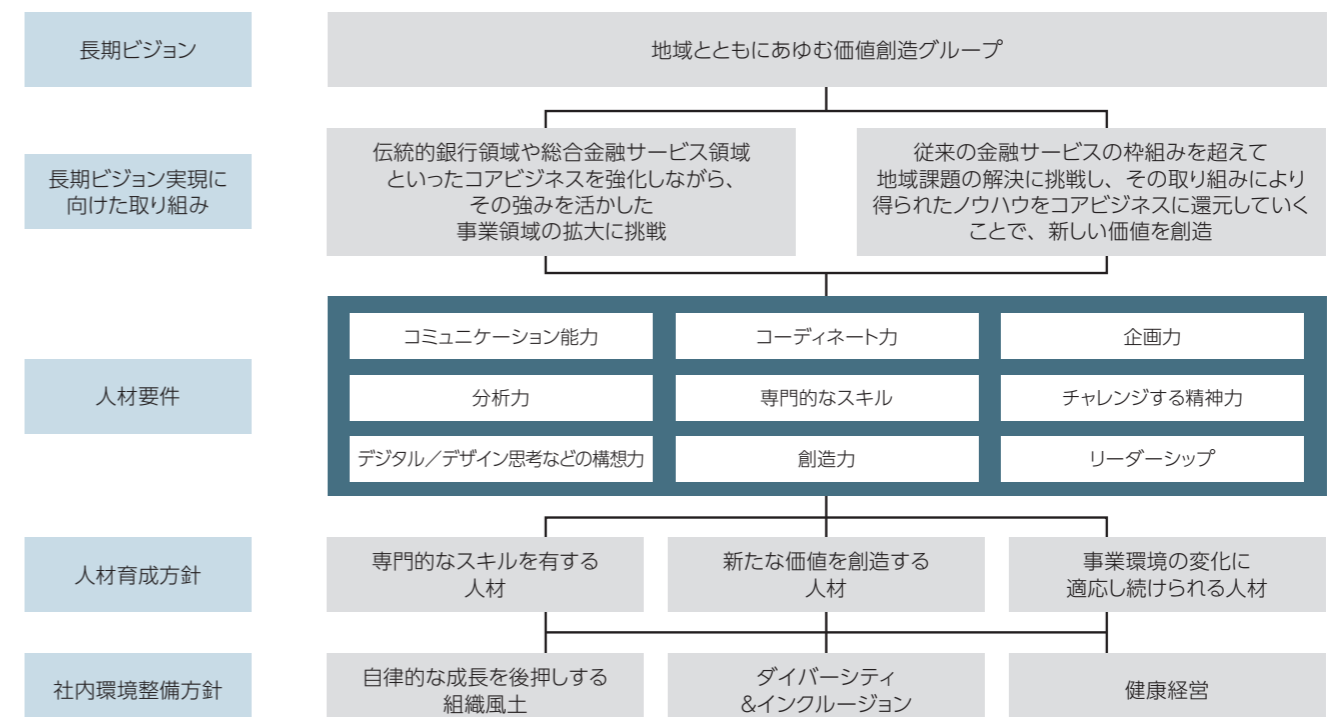 長期ビジョン
地域とともにあゆむ価値創造グループ
長期ビジョン実現に
向けた取り組み
伝統的銀行領域や総合金融サービス領域
といったコアビジネスを強化しながら、
その強みを活かした
事業領域の拡大に挑戦
従来の金融サービスの枠組みを超えて
地域課題の解決に挑戦し、その取り組みにより
得られたノウハウをコアビジネスに還元していく
ことで、新しい価値を創造
人材要件
コミュニケーション能力
コーディネート力
企画力
分析力
専門的なスキル
チャレンジする精神力
デジタル／デザイン思考などの構想力
創造力
リーダーシップ
人材育成方針
専門的なスキルを有する
人材
新たな価値を創造する
人材
事業環境の変化に
適応し続けられる人材
社内環境整備方針
自律的な成長を後押しする
組織風土
ダイバーシティ
&インクルージョン
健康経営